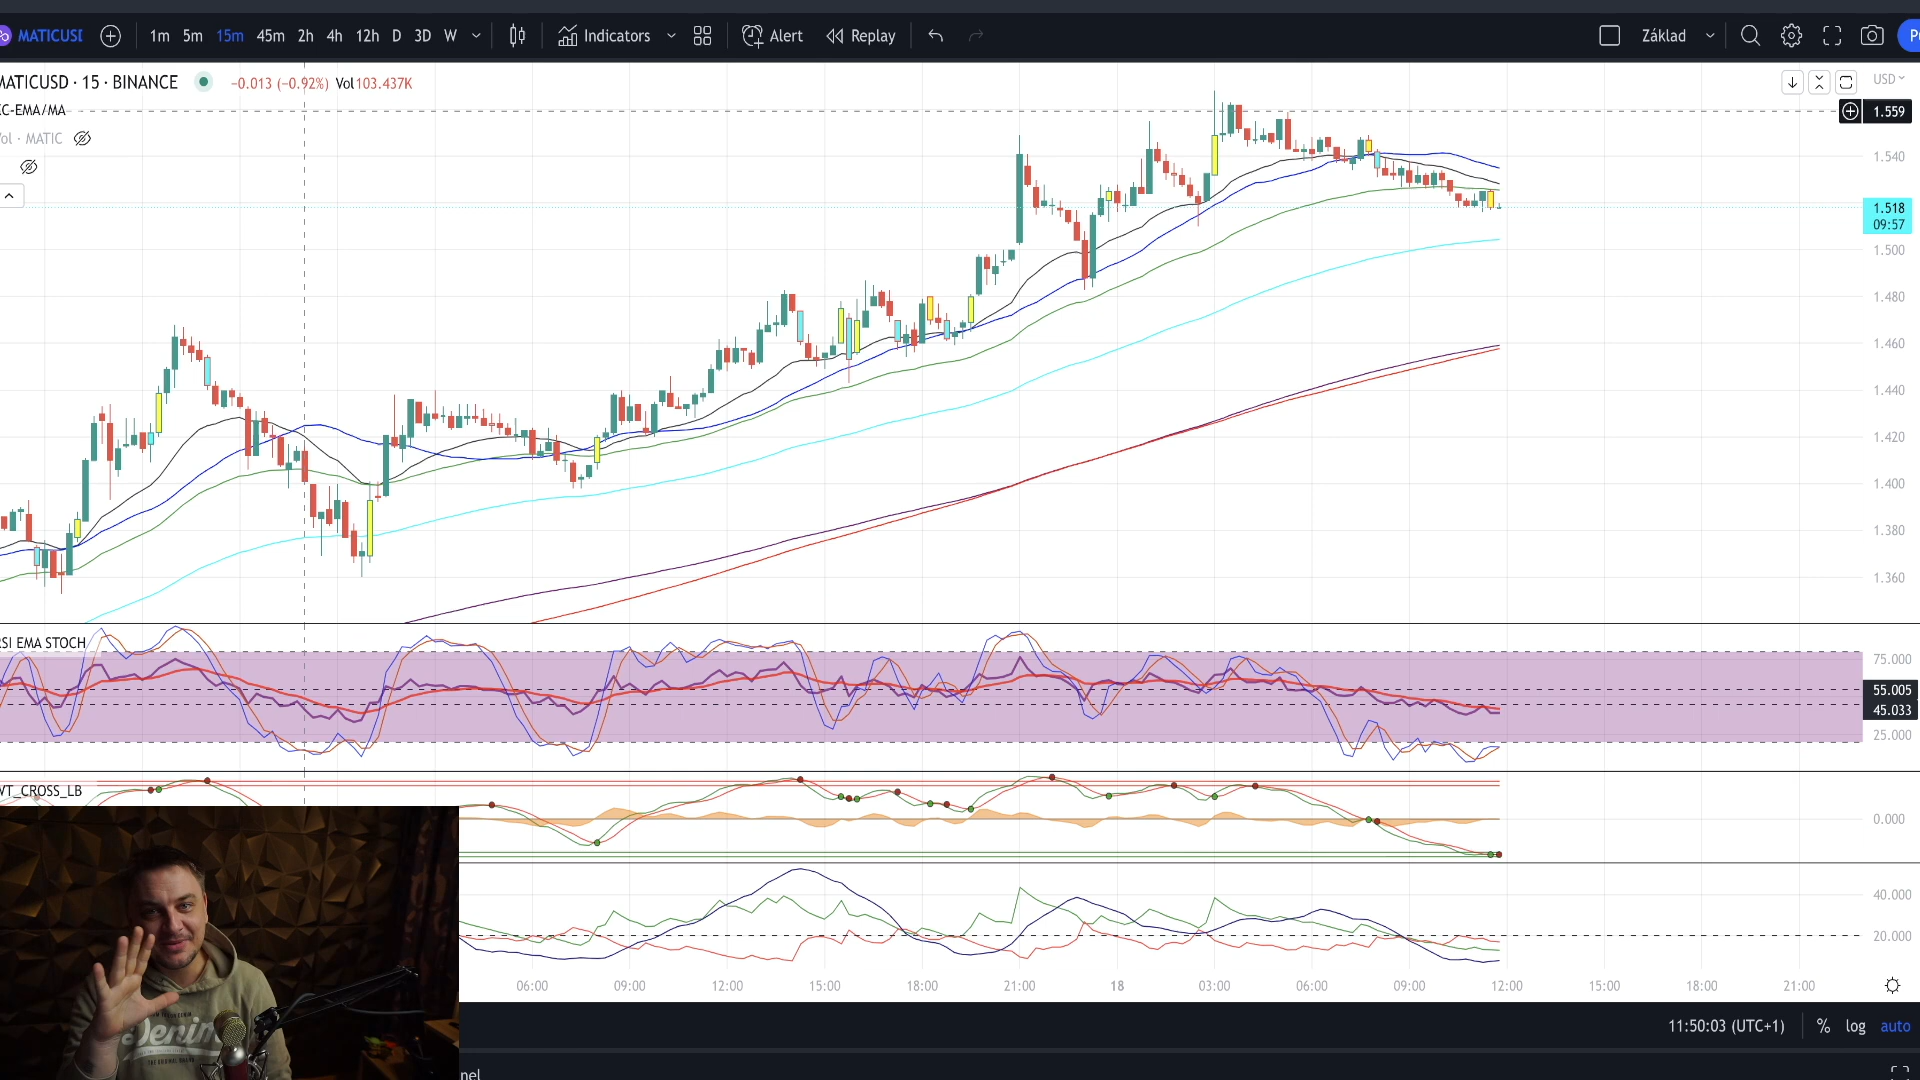 MATICUSD
1m 5m 15m 45m 2h 4h 12h D 3D W Indicators Alert Replay Základ
MATICUSD · 15 · BINANCE −0.013 (−0.92%) Vol 103.437K
USD
C-EMA/MA
1.559
Vol · MATIC
1.540
1.518
09:57
1.500
1.480
1.460
1.440
1.420
1.400
1.380
1.360
RSI EMA STOCH
75.000
55.005
45.033
25.000
WT_CROSS_LB
0.000
40.000
20.000
06:00 09:00 12:00 15:00 18:00 21:00 18 03:00 06:00 09:00 12:00 15:00 18:00 21:00
Denim
11:50:03 (UTC+1) % log auto
nel